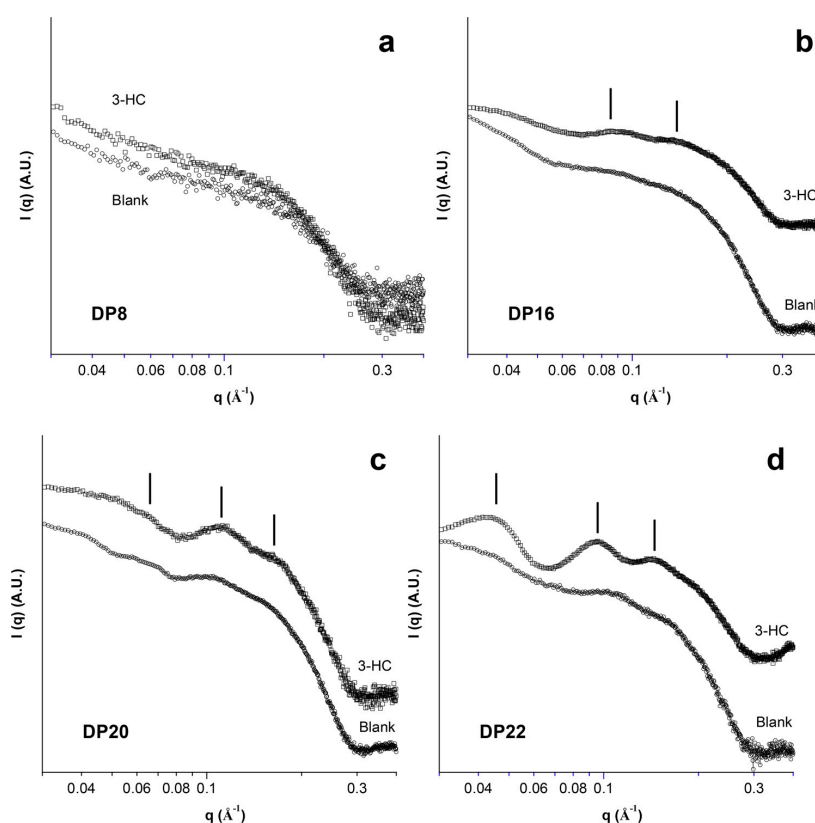 a
3-HC
Blank
DP8
I (q) (A.U.)
0.04 0.06 0.08 0.1 0.3
q (Å⁻¹)
b
3-HC
Blank
DP16
I (q) (A.U.)
0.04 0.06 0.08 0.1 0.3
q (Å⁻¹)
c
3-HC
Blank
DP20
I (q) (A.U.)
0.04 0.06 0.08 0.1 0.3
q (Å⁻¹)
d
3-HC
Blank
DP22
I (q) (A.U.)
0.04 0.06 0.08 0.1 0.3
q (Å⁻¹)